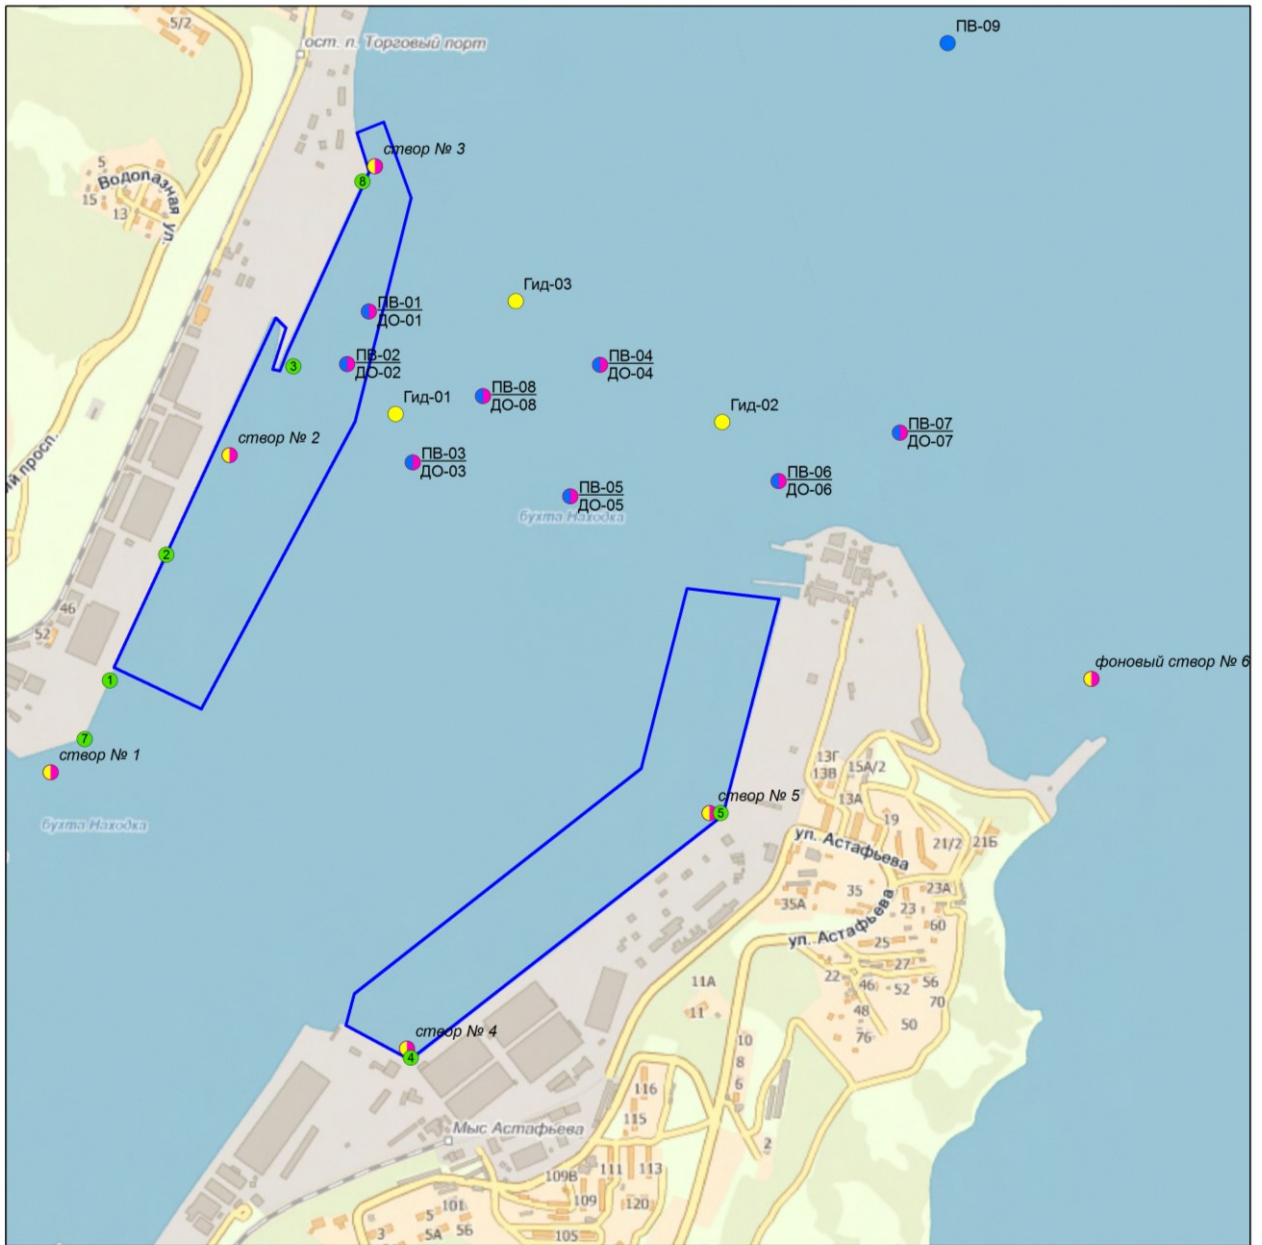 5/2
ост. п. Торговый порт
ПВ-09
створ № 3
8
5
Водолазная ул.
15
13
Гид-03
ПВ-01
ДО-01
ПВ-02
ДО-02
3
ПВ-04
ДО-04
ПВ-08
ДО-08
Гид-01
Гид-02
ПВ-07
ДО-07
створ № 2
ПВ-03
ДО-03
ПВ-06
ДО-06
ПВ-05
ДО-05
бухта Находка
просп.
2
46
52
1
фоновый створ № 6
7
створ № 1
13Г
15А/2
13В
створ № 5
13А
5
19
бухта Находка
ул. Астафьева
21/2
21Б
35
23А
35А
23
60
ул. Астафьева
25
27
22
46
52
56
11А
70
48
11
50
76
створ № 4
4
10
8
6
116
115
Мыс Астафьева
2
109В
111
113
109
120
101
5
3
5А
5Б
105